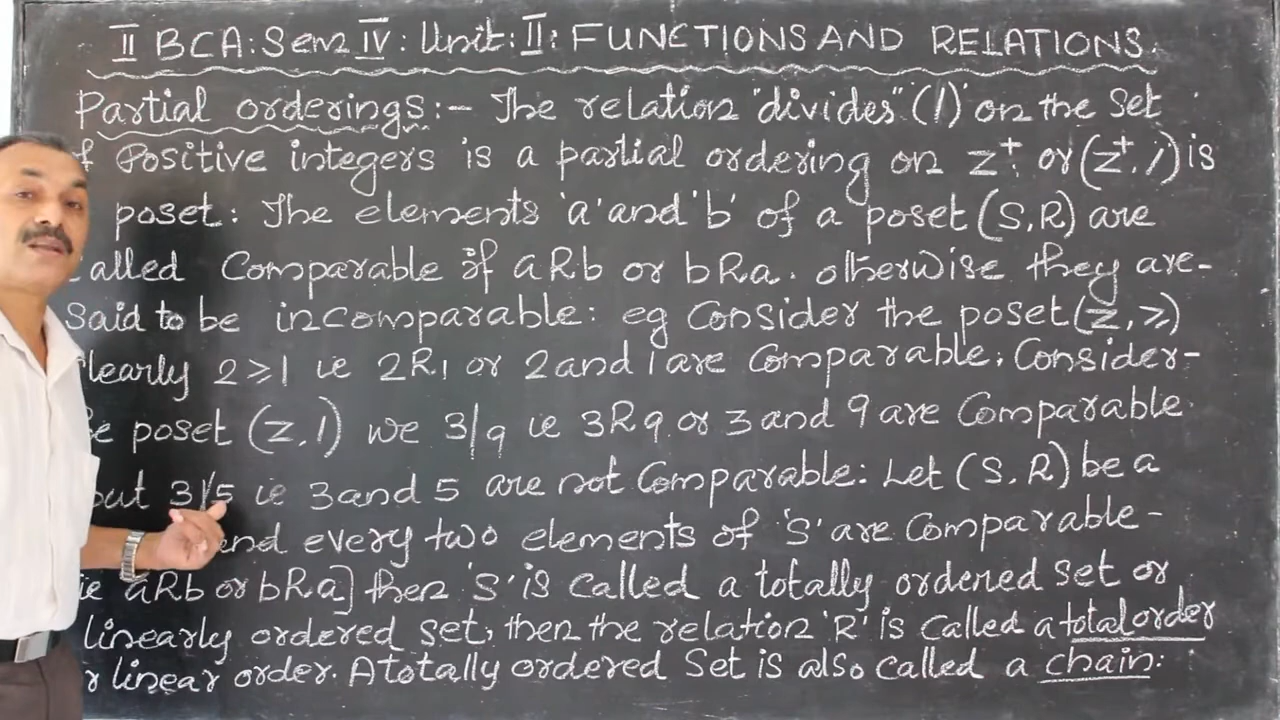 II BCA: Sem IV: Unit: II: FUNCTIONS AND RELATIONS.
Partial orderings:- The relation "divides" (/) on the Set
Positive integers is a partial ordering on Z⁺. or (Z⁺, /) is
poset: The elements 'a' and 'b' of a poset (S, R) are
called Comparable if aRb or bRa. otherwise they are-
Said to be incomparable: eg Consider the poset (Z, ≥)
Clearly 2≥1 ie 2R1 or 2 and 1 are Comparable. Consider-
poset (Z, /) we 3/9 ie 3R9 or 3 and 9 are Comparable
but 3∤5 ie 3 and 5 are not Comparable: Let (S, R) be a
and every two elements of 'S' are Comparable-
ie aRb or bRa] then 'S' is called a totally ordered set or
linearly ordered set, then the relation 'R' is called a total order
linear order. A totally ordered Set is also called a chain: